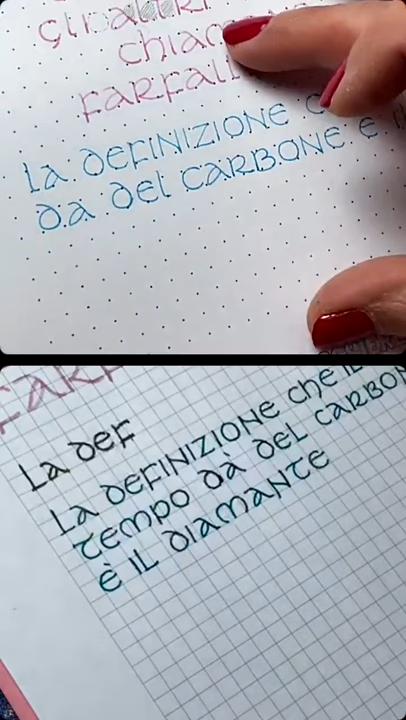 chiam
FARFALL
La DEFINIZIONE C
D.A DEL CARBONE E IL
FARF
La DEF
La DEFINIZIONE CHE IL
TEMPO DÀ DEL CARBON
È IL DIAMANTE